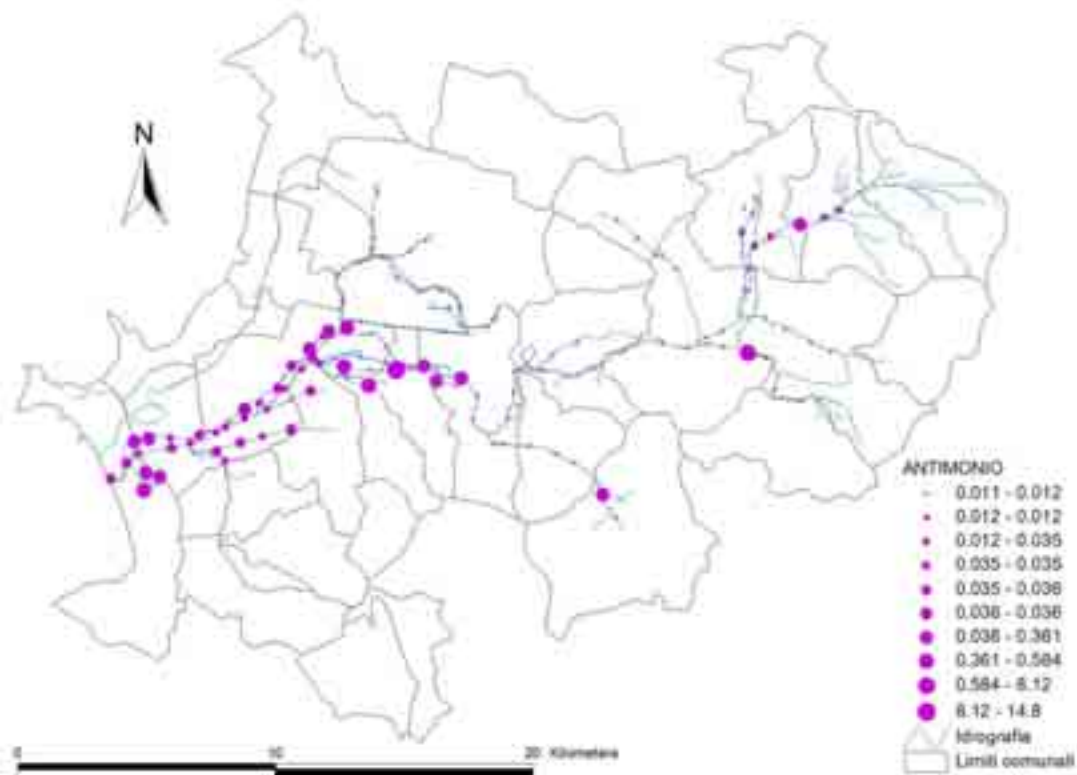 N
ANTIMONIO
0.011 - 0.012
0.012 - 0.012
0.012 - 0.035
0.035 - 0.035
0.035 - 0.036
0.036 - 0.036
0.036 - 0.361
0.361 - 0.584
0.584 - 6.12
6.12 - 14.8
Idrografia
Limiti comunali
0 10 20 Kilometers